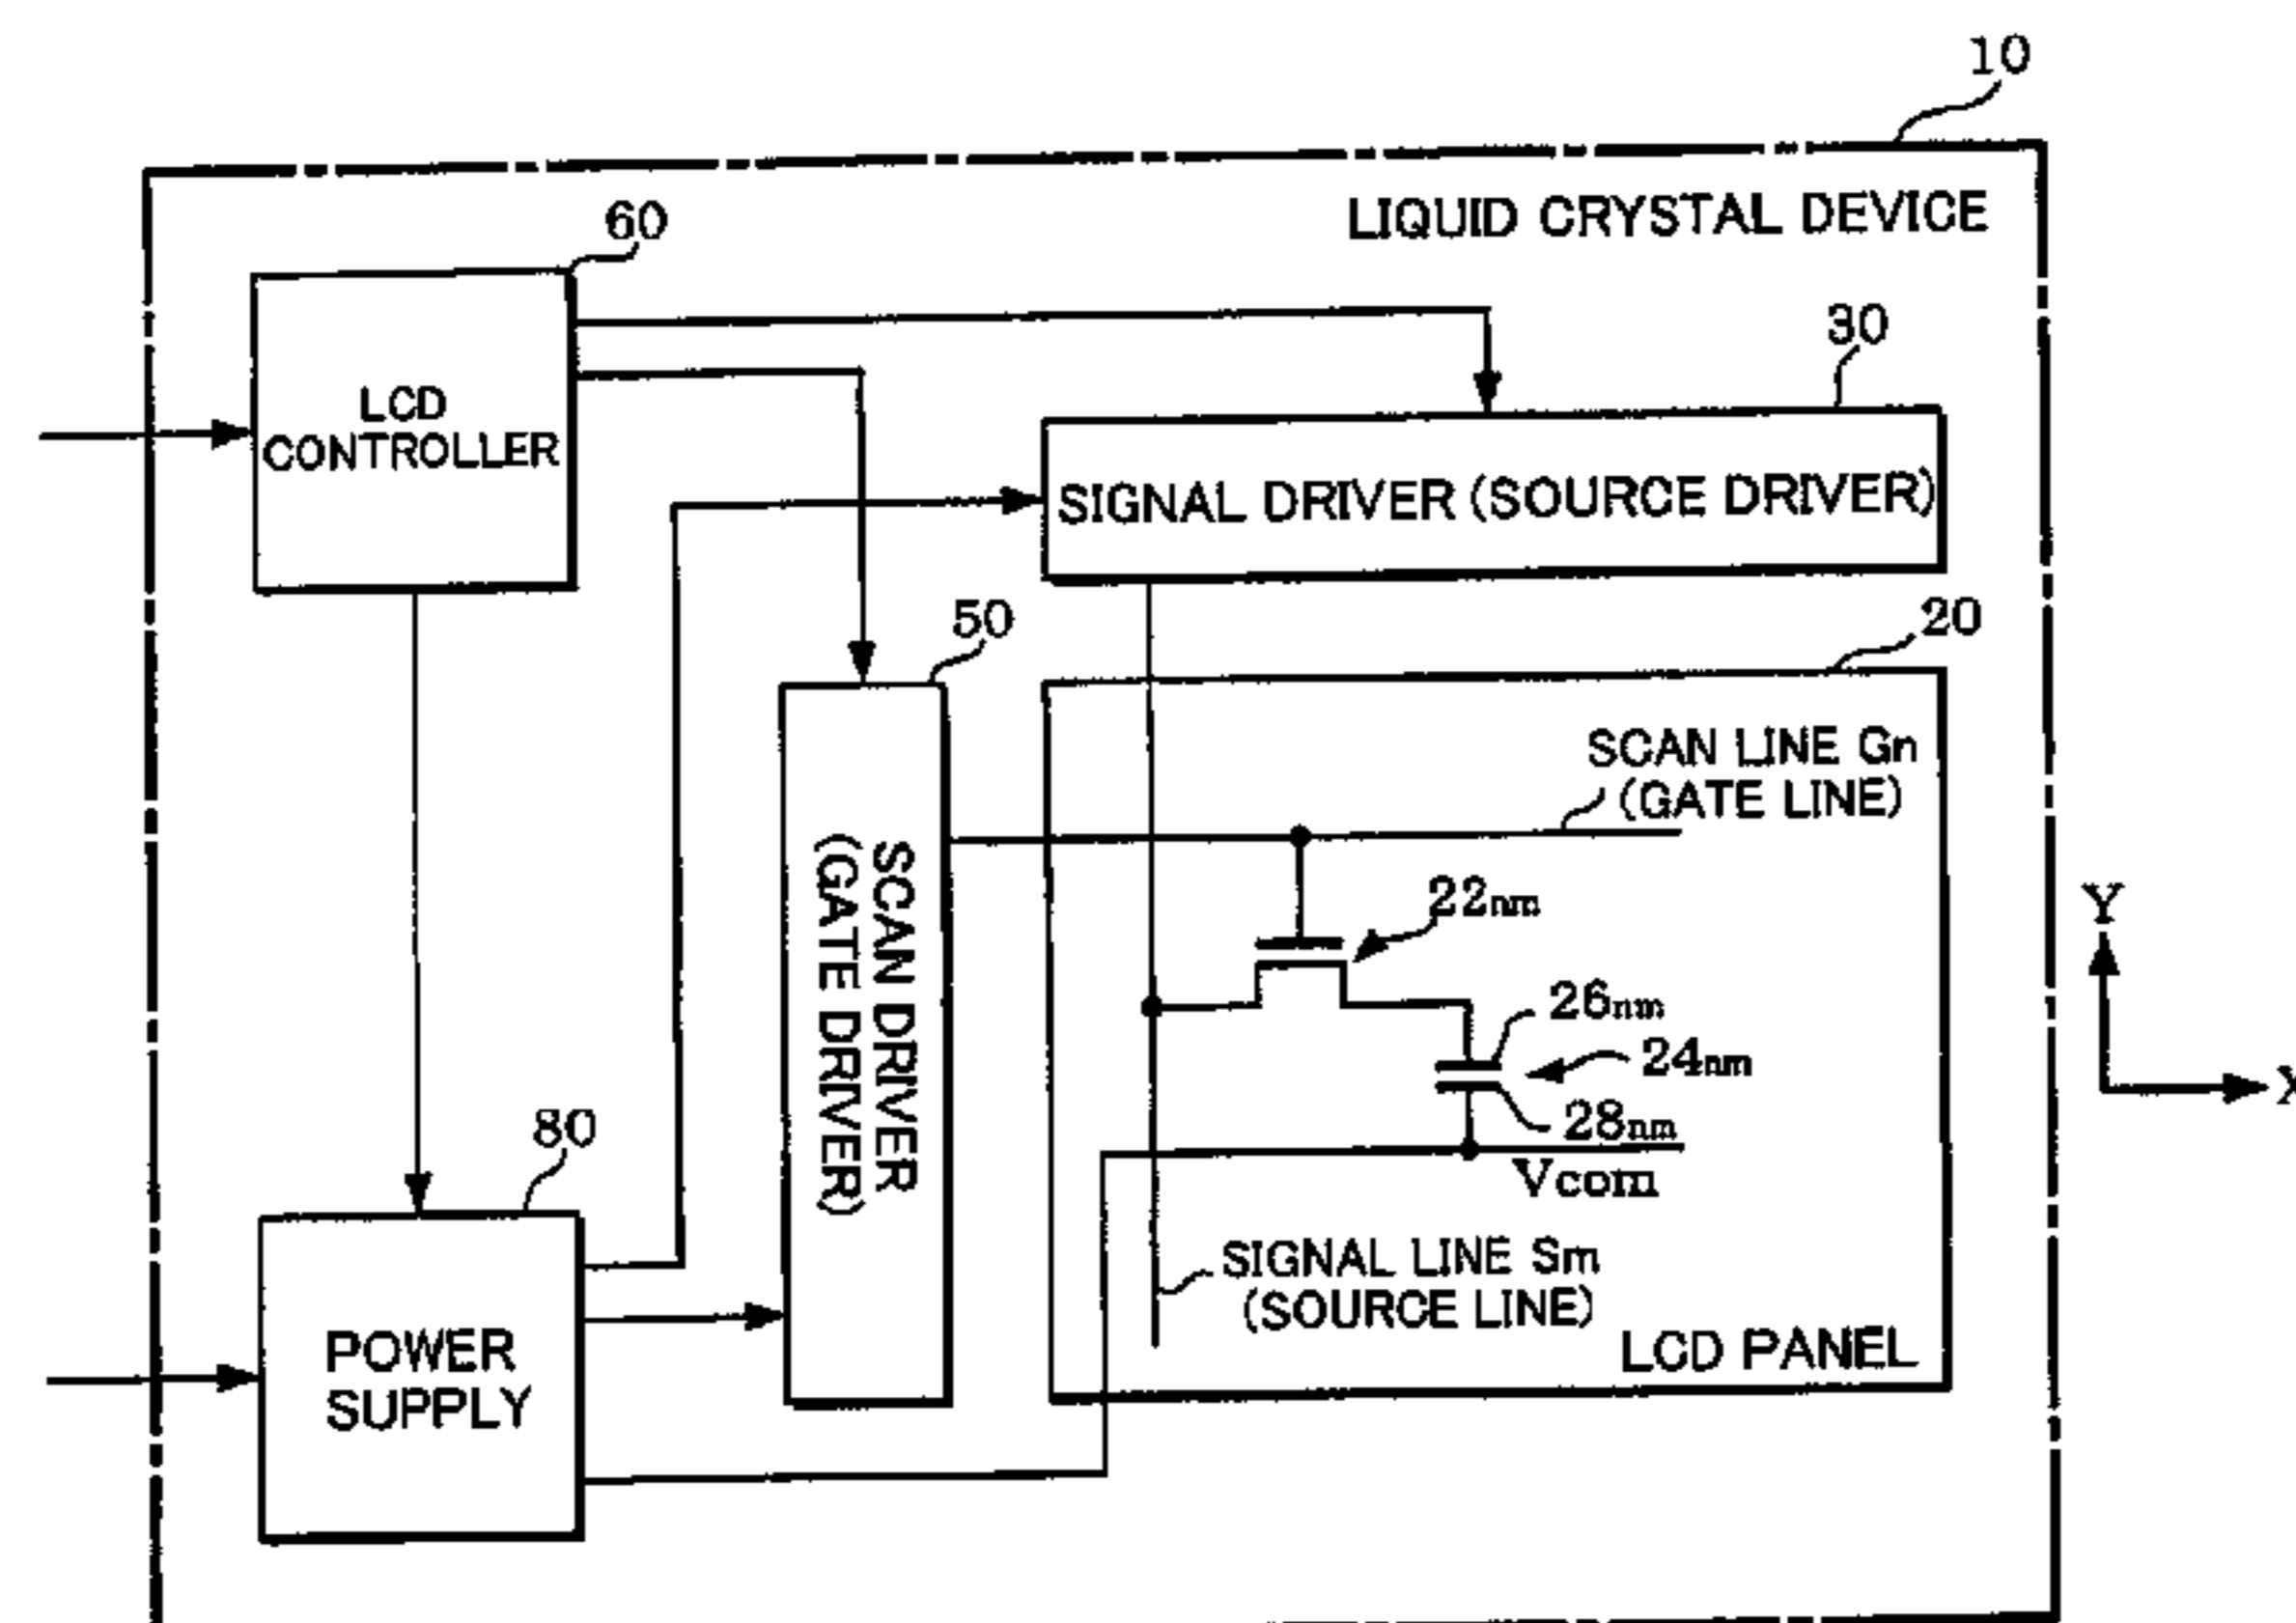 10
LIQUID CRYSTAL DEVICE
60
30
LCD
CONTROLLER
SIGNAL DRIVER (SOURCE DRIVER)
50
20
SCAN LINE Gn
(GATE LINE)
SCAN DRIVER
(GATE DRIVER)
22nm
Y
26nm
24nm
X
28nm
80
Vcom
SIGNAL LINE Sm
(SOURCE LINE)
LCD PANEL
POWER
SUPPLY